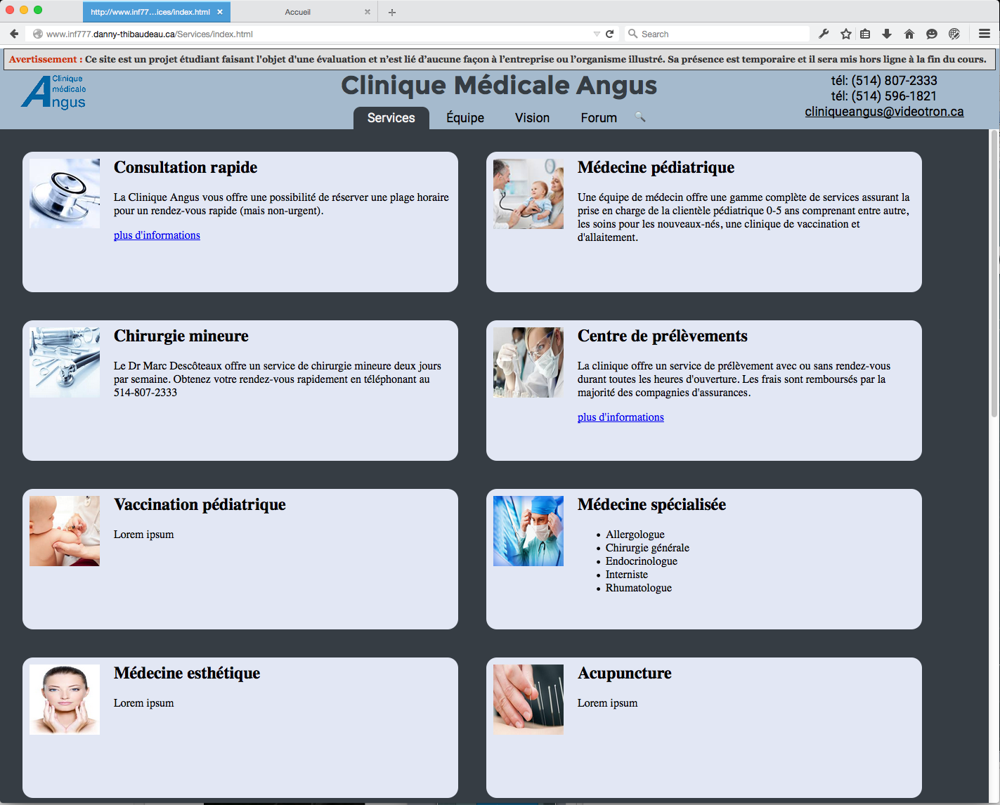 http://www.inf77...ices/index.html
Accueil
www.inf777.danny-thibaudeau.ca/Services/index.html
Search
Avertissement : Ce site est un projet étudiant faisant l'objet d'une évaluation et n’est lié d’aucune façon à l’entreprise ou l’organisme illustré. Sa présence est temporaire et il sera mis hors ligne à la fin du cours.
Clinique
médicale
Angus
Clinique Médicale Angus
tél: (514) 807-2333
tél: (514) 596-1821
cliniqueangus@videotron.ca
Services Équipe Vision Forum
Consultation rapide
La Clinique Angus vous offre une possibilité de réserver une plage horaire
pour un rendez-vous rapide (mais non-urgent).
plus d'informations
Médecine pédiatrique
Une équipe de médecin offre une gamme complète de services assurant la
prise en charge de la clientèle pédiatrique 0-5 ans comprenant entre autre,
les soins pour les nouveaux-nés, une clinique de vaccination et
d'allaitement.
Chirurgie mineure
Le Dr Marc Descôteaux offre un service de chirurgie mineure deux jours
par semaine. Obtenez votre rendez-vous rapidement en téléphonant au
514-807-2333
Centre de prélèvements
La clinique offre un service de prélèvement avec ou sans rendez-vous
durant toutes les heures d'ouverture. Les frais sont remboursés par la
majorité des compagnies d'assurances.
plus d'informations
Vaccination pédiatrique
Lorem ipsum
Médecine spécialisée
• Allergologue
• Chirurgie générale
• Endocrinologue
• Interniste
• Rhumatologue
Médecine esthétique
Lorem ipsum
Acupuncture
Lorem ipsum